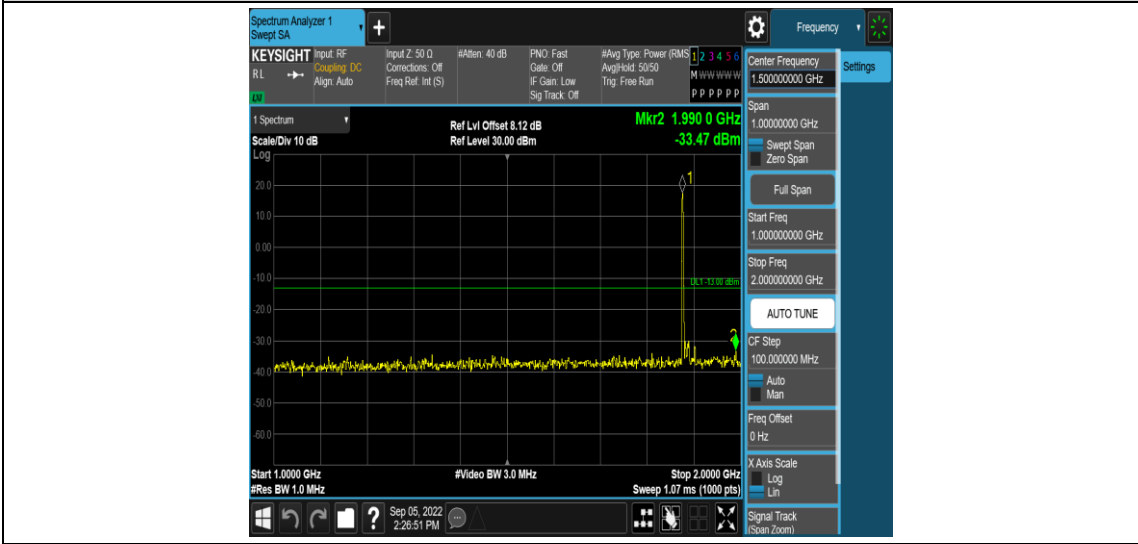 Spectrum Analyzer 1
Swept SA
+
Frequency
KEYSIGHT
RL
LM
Input: RF
Coupling: DC
Align: Auto
Input Z: 50 Ω
Corrections: Off
Freq Ref: Int (S)
#Atten: 40 dB
PNO: Fast
Gate: Off
IF Gain: Low
Sig Track: Off
#Avg Type: Power (RMS
Avg|Hold: 50/50
Trig: Free Run
1 2 3 4 5 6
M W W W W W
P P P P P P
1 Spectrum
Scale/Div 10 dB
Log
Ref Lvl Offset 8.12 dB
Ref Level 30.00 dBm
Mkr2 1.990 0 GHz
-33.47 dBm
1
20.0
10.0
0.00
-10.0
DL1 -13.00 dBm
-20.0
-30.0
2
-40.0
-50.0
-60.0
Start 1.0000 GHz
#Res BW 1.0 MHz
#Video BW 3.0 MHz
Stop 2.0000 GHz
Sweep 1.07 ms (1000 pts)
Center Frequency
1.500000000 GHz
Settings
Span
1.00000000 GHz
Swept Span
Zero Span
Full Span
Start Freq
1.000000000 GHz
Stop Freq
2.000000000 GHz
AUTO TUNE
CF Step
100.000000 MHz
Auto
Man
Freq Offset
0 Hz
X Axis Scale
Log
Lin
Signal Track
(Span Zoom)
?
Sep 05, 2022
2:26:51 PM